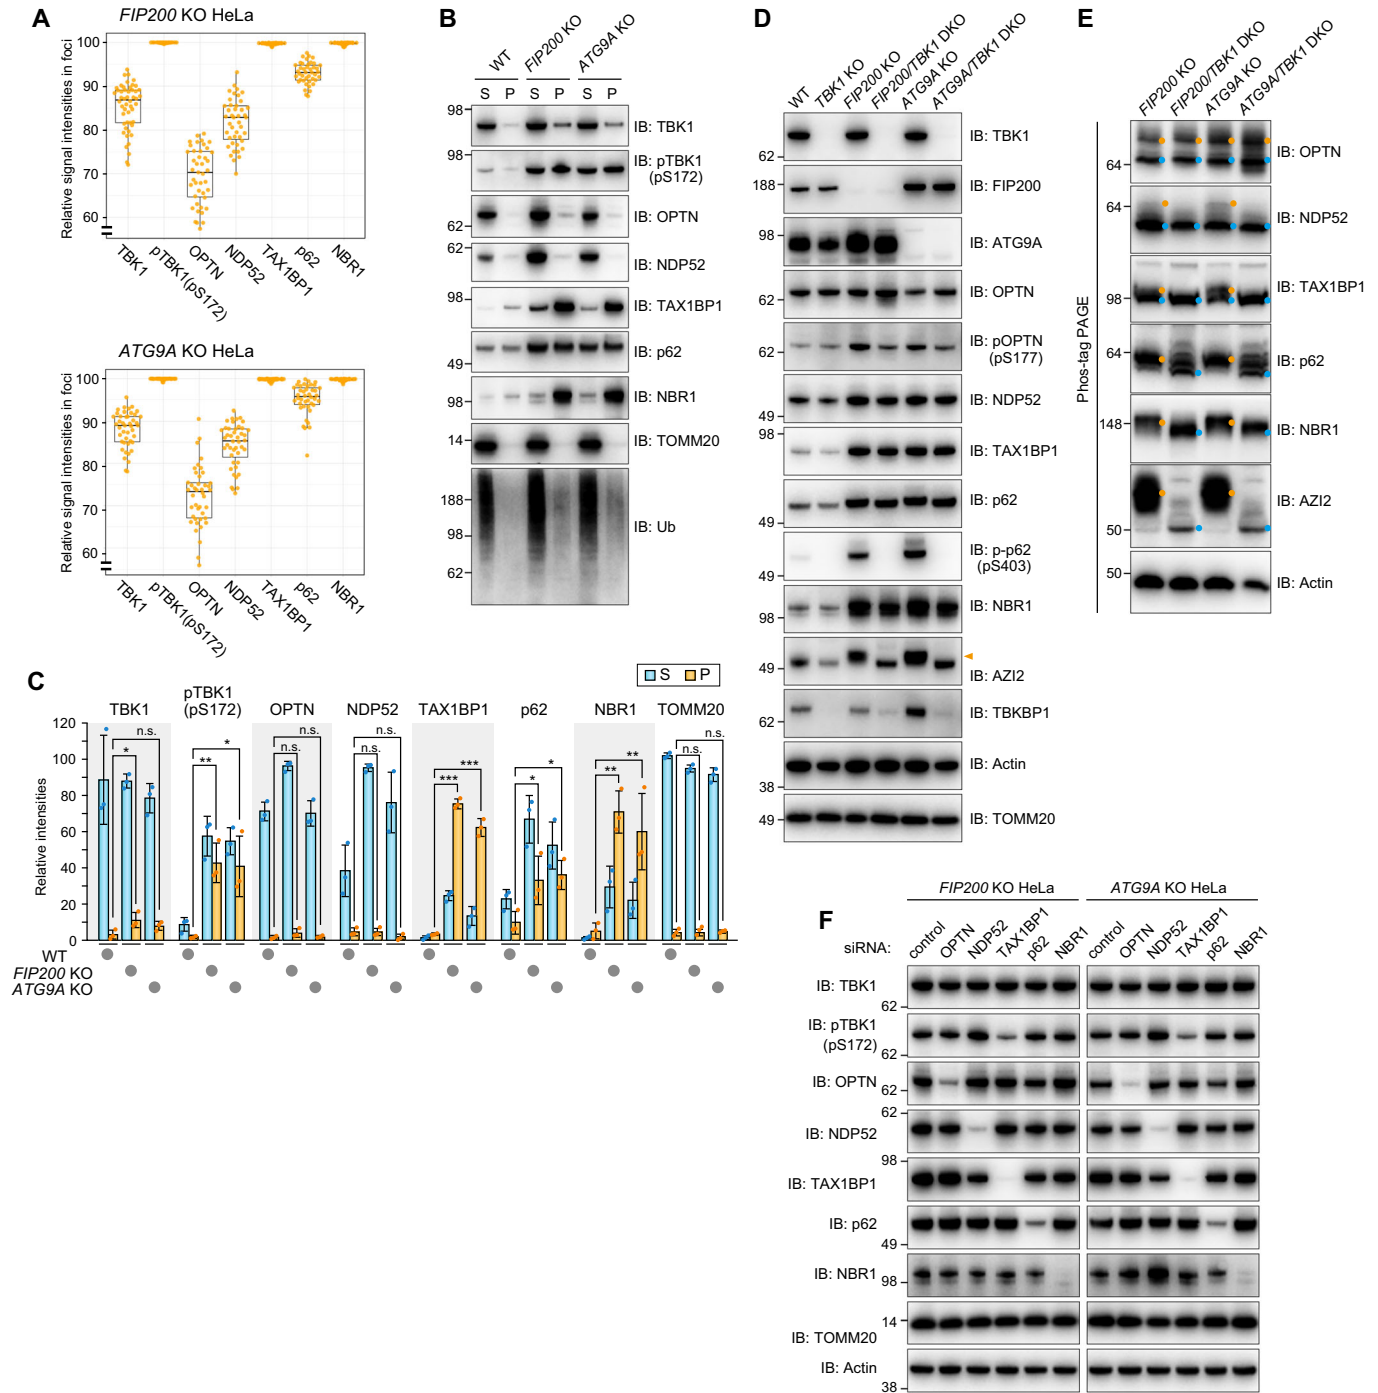 A
FIP200 KO HeLa
Relative signal intensities in foci
100
90
80
70
60
TBK1
pTBK1(pS172)
OPTN
NDP52
TAX1BP1
p62
NBR1
ATG9A KO HeLa
Relative signal intensities in foci
100
90
80
70
60
TBK1
pTBK1(pS172)
OPTN
NDP52
TAX1BP1
p62
NBR1
B
WT
FIP200 KO
ATG9A KO
S P S P S P
98 IB: TBK1
98 IB: pTBK1
(pS172)
62 IB: OPTN
62 IB: NDP52
98 IB: TAX1BP1
49 IB: p62
98 IB: NBR1
14 IB: TOMM20
188
98
62
IB: Ub
C
S P
TBK1
pTBK1
(pS172)
OPTN
NDP52
TAX1BP1
p62
NBR1
TOMM20
Relative intensities
120
100
80
60
40
20
0
n.s.
*
*
**
n.s.
n.s.
n.s.
n.s.
***
***
*
*
**
**
n.s.
n.s.
WT
FIP200 KO
ATG9A KO
D
WT
TBK1 KO
FIP200 KO
FIP200/TBK1 DKO
ATG9A KO
ATG9A/TBK1 DKO
62 IB: TBK1
188 IB: FIP200
98 IB: ATG9A
62 IB: OPTN
62 IB: pOPTN
(pS177)
49 IB: NDP52
98 IB: TAX1BP1
49 IB: p62
49 IB: p-p62
(pS403)
98 IB: NBR1
49 IB: AZI2
62 IB: TBKBP1
38 IB: Actin
49 IB: TOMM20
E
FIP200 KO
FIP200/TBK1 DKO
ATG9A KO
ATG9A/TBK1 DKO
Phos-tag PAGE
64 IB: OPTN
64 IB: NDP52
98 IB: TAX1BP1
64 IB: p62
148 IB: NBR1
50 IB: AZI2
50 IB: Actin
F
FIP200 KO HeLa
ATG9A KO HeLa
siRNA: control OPTN NDP52 TAX1BP1 p62 NBR1 control OPTN NDP52 TAX1BP1 p62 NBR1
IB: TBK1
62
IB: pTBK1
(pS172)
62
IB: OPTN
62
62
IB: NDP52
98
IB: TAX1BP1
IB: p62
49
IB: NBR1
98
14
IB: TOMM20
IB: Actin
38